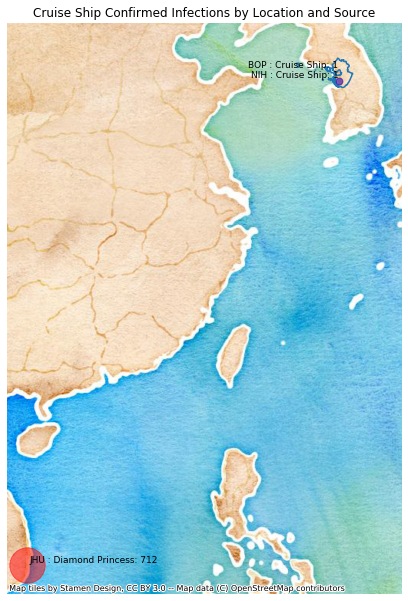 Cruise Ship Confirmed Infections by Location and Source
BOP : Cruise Ship: 1
NIH : Cruise Ship:
JHU : Diamond Princess: 712
Map tiles by Stamen Design, CC BY 3.0 -- Map data (C) OpenStreetMap contributors